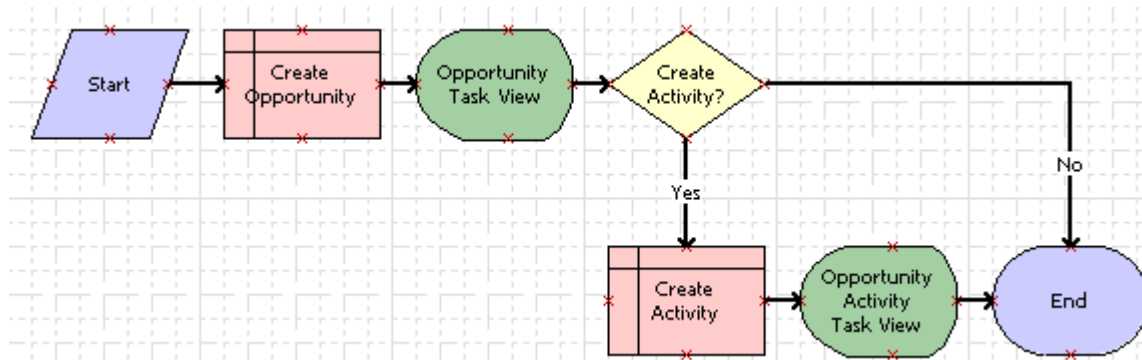 Start
Create
Opportunity
Opportunity
Task View
Create
Activity?
No
Yes
Create
Activity
Opportunity
Activity
Task View
End